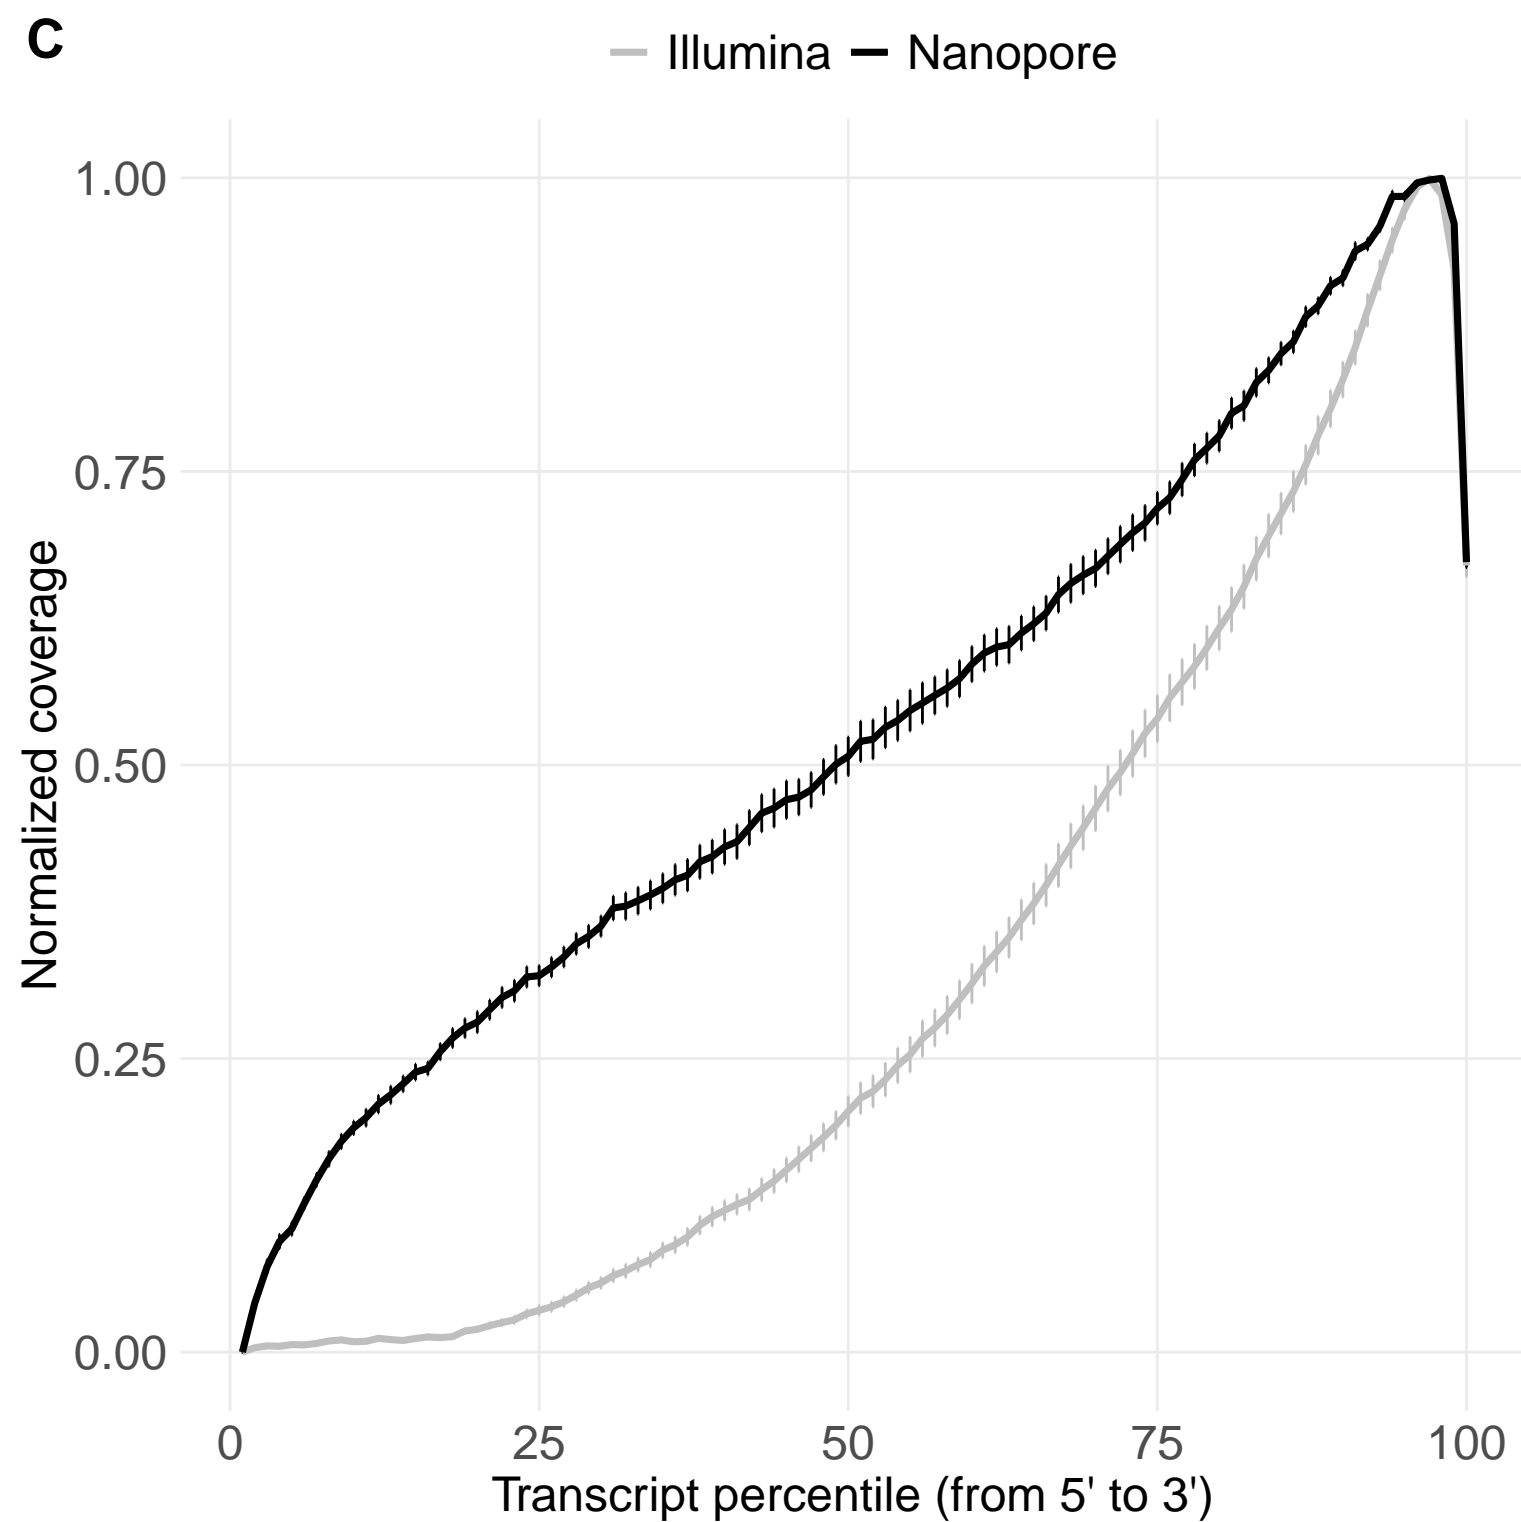 C
Illumina Nanopore
1.00
0.75
0.50
0.25
0.00
Normalized coverage
0 25 50 75 100
Transcript percentile (from 5' to 3')